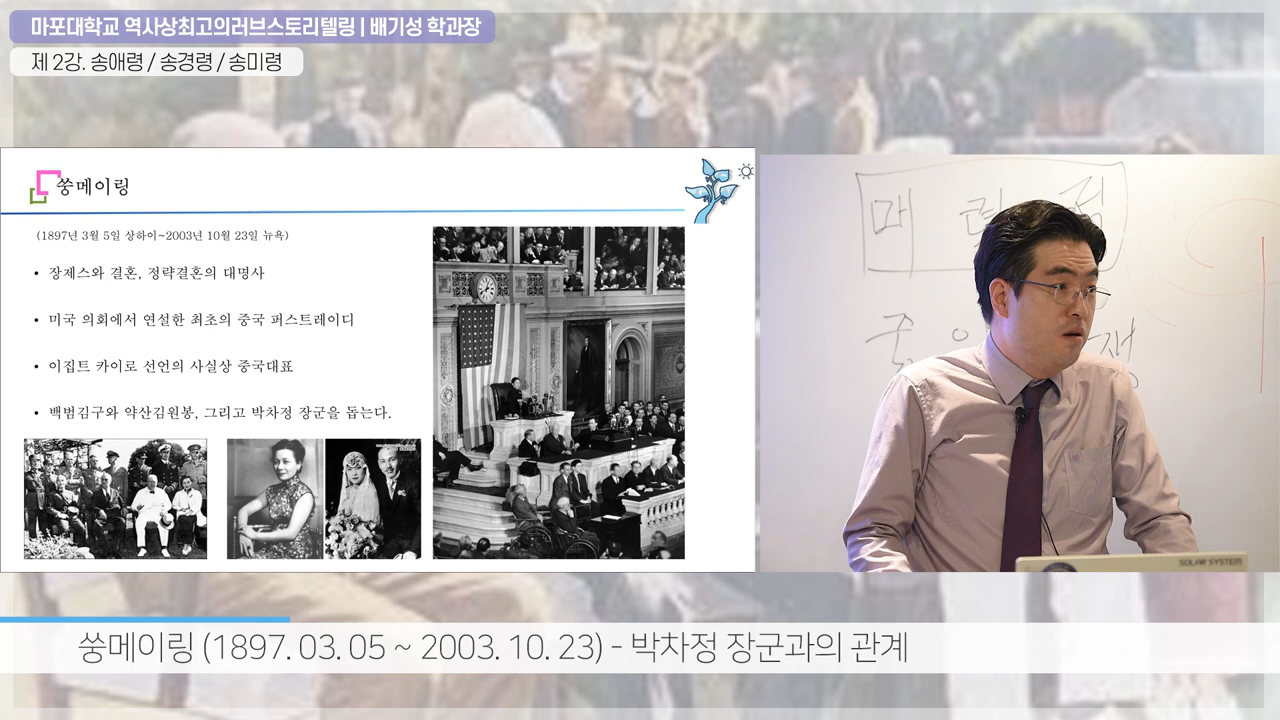 마포대학교 역사상최고의러브스토리텔링 | 배기성 학과장
제 2강. 송애령 / 송경령 / 송미령
쑹메이링
(1897년 3월 5일 상하이~2003년 10월 23일 뉴욕)
• 장제스와 결혼, 정략결혼의 대명사
• 미국 의회에서 연설한 최초의 중국 퍼스트레이디
• 이집트 카이로 선언의 사실상 중국대표
• 백범김구와 약산김원봉, 그리고 박차정 장군을 돕는다.
매 력
중
쟁
SOLAR SYSTEM
쑹메이링 (1897. 03. 05 ~ 2003. 10. 23) - 박차정 장군과의 관계